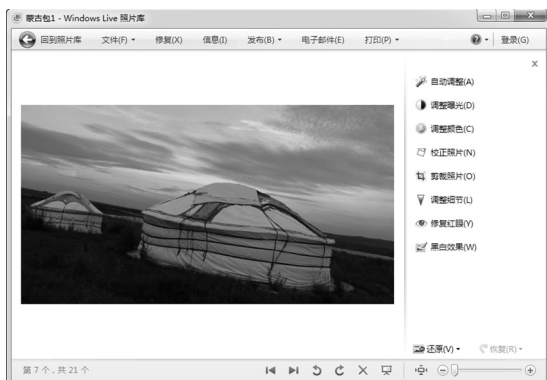 蒙古包1 - Windows Live 照片库
回到照片库 文件(F) 修复(X) 信息(I) 发布(B) 电子邮件(E) 打印(P) 登录(G)
自动调整(A)
调整曝光(D)
调整颜色(C)
校正照片(N)
剪裁照片(O)
调整细节(L)
修复红眼(Y)
黑白效果(W)
还原(V) 恢复(R)
第 7 个，共 21 个